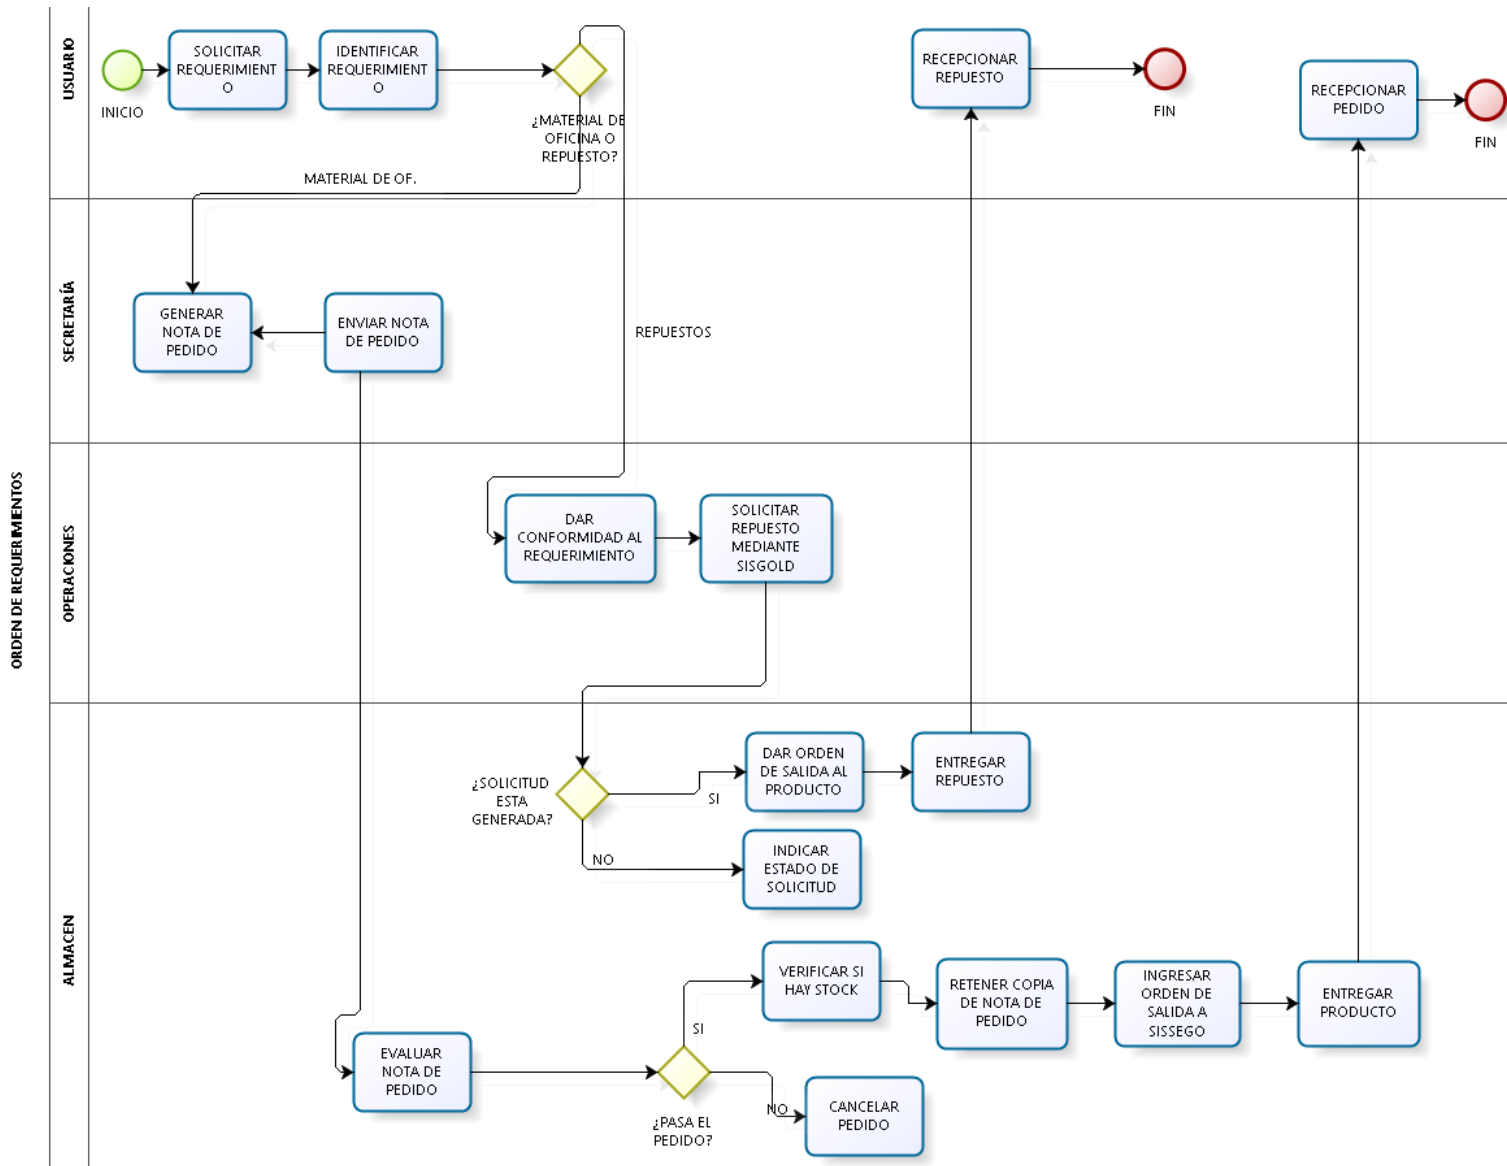 ORDEN DE REQUERIMIENTOS
USUARIO
INICIO
SOLICITAR
REQUERIMIENT
O
IDENTIFICAR
REQUERIMIENT
O
¿MATERIAL DE
OFICINA O
REPUESTO?
MATERIAL DE OF.
RECEPCIONAR
REPUESTO
FIN
RECEPCIONAR
PEDIDO
FIN
SECRETARÍA
GENERAR
NOTA DE
PEDIDO
ENVIAR NOTA
DE PEDIDO
REPUESTOS
OPERACIONES
DAR
CONFORMIDAD AL
REQUERIMIENTO
SOLICITAR
REPUESTO
MEDIANTE
SISGOLD
ALMACEN
¿SOLICITUD
ESTA
GENERADA?
SI
DAR ORDEN
DE SALIDA AL
PRODUCTO
ENTREGAR
REPUESTO
NO
INDICAR
ESTADO DE
SOLICITUD
EVALUAR
NOTA DE
PEDIDO
¿PASA EL
PEDIDO?
SI
VERIFICAR SI
HAY STOCK
RETENER COPIA
DE NOTA DE
PEDIDO
INGRESAR
ORDEN DE
SALIDA A
SISSEGO
ENTREGAR
PRODUCTO
NO
CANCELAR
PEDIDO